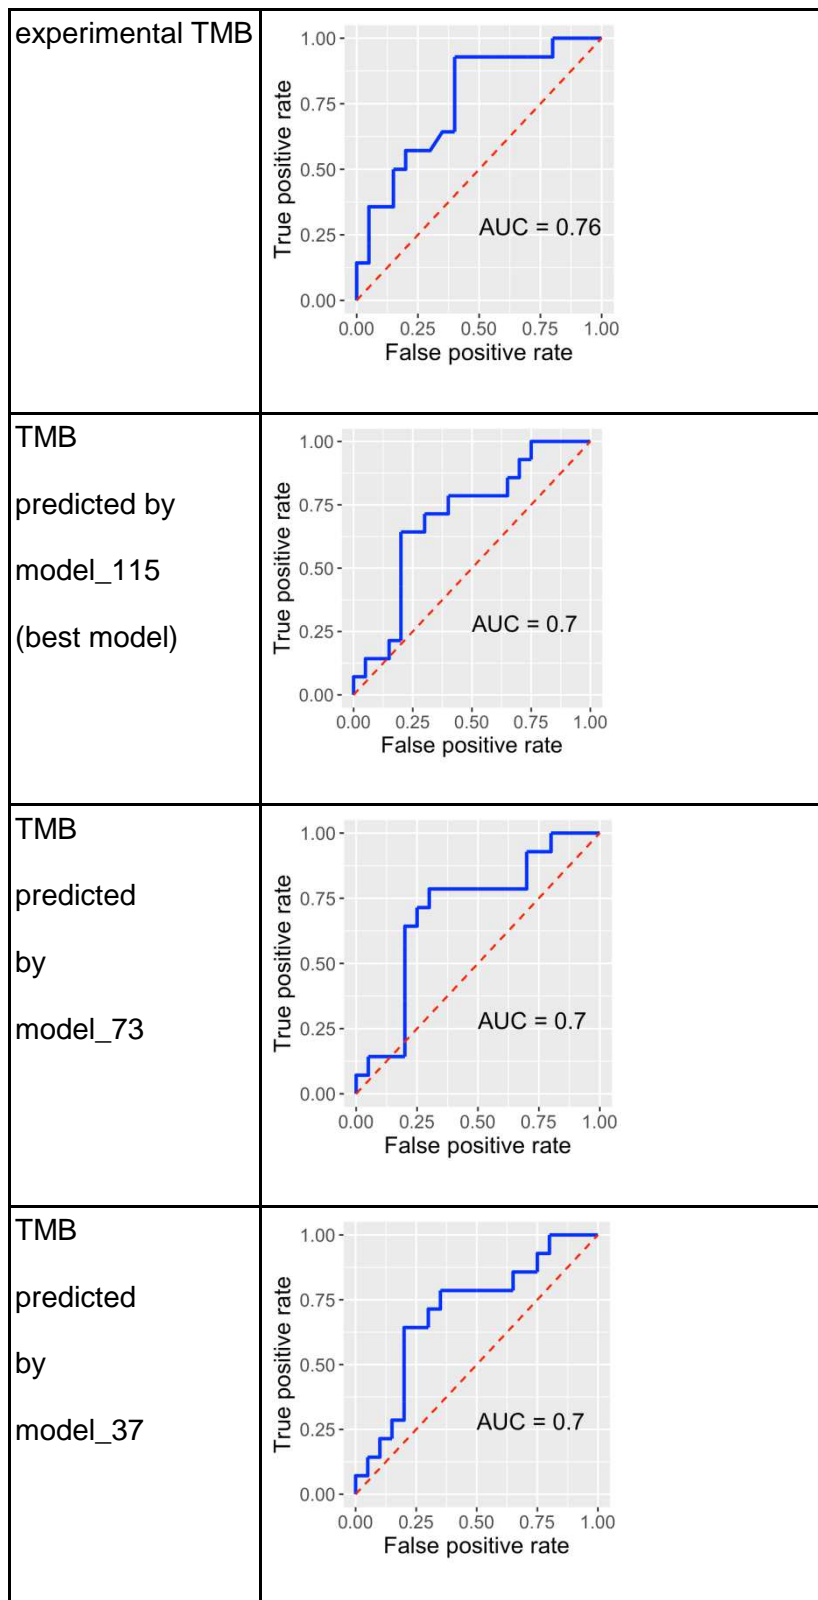 experimental TMB
1.00
0.75
0.50
0.25
0.00
True positive rate
AUC = 0.76
0.00 0.25 0.50 0.75 1.00
False positive rate
TMB
predicted by
model_115
(best model)
1.00
0.75
0.50
0.25
0.00
True positive rate
AUC = 0.7
0.00 0.25 0.50 0.75 1.00
False positive rate
TMB
predicted
by
model_73
1.00
0.75
0.50
0.25
0.00
True positive rate
AUC = 0.7
0.00 0.25 0.50 0.75 1.00
False positive rate
TMB
predicted
by
model_37
1.00
0.75
0.50
0.25
0.00
True positive rate
AUC = 0.7
0.00 0.25 0.50 0.75 1.00
False positive rate